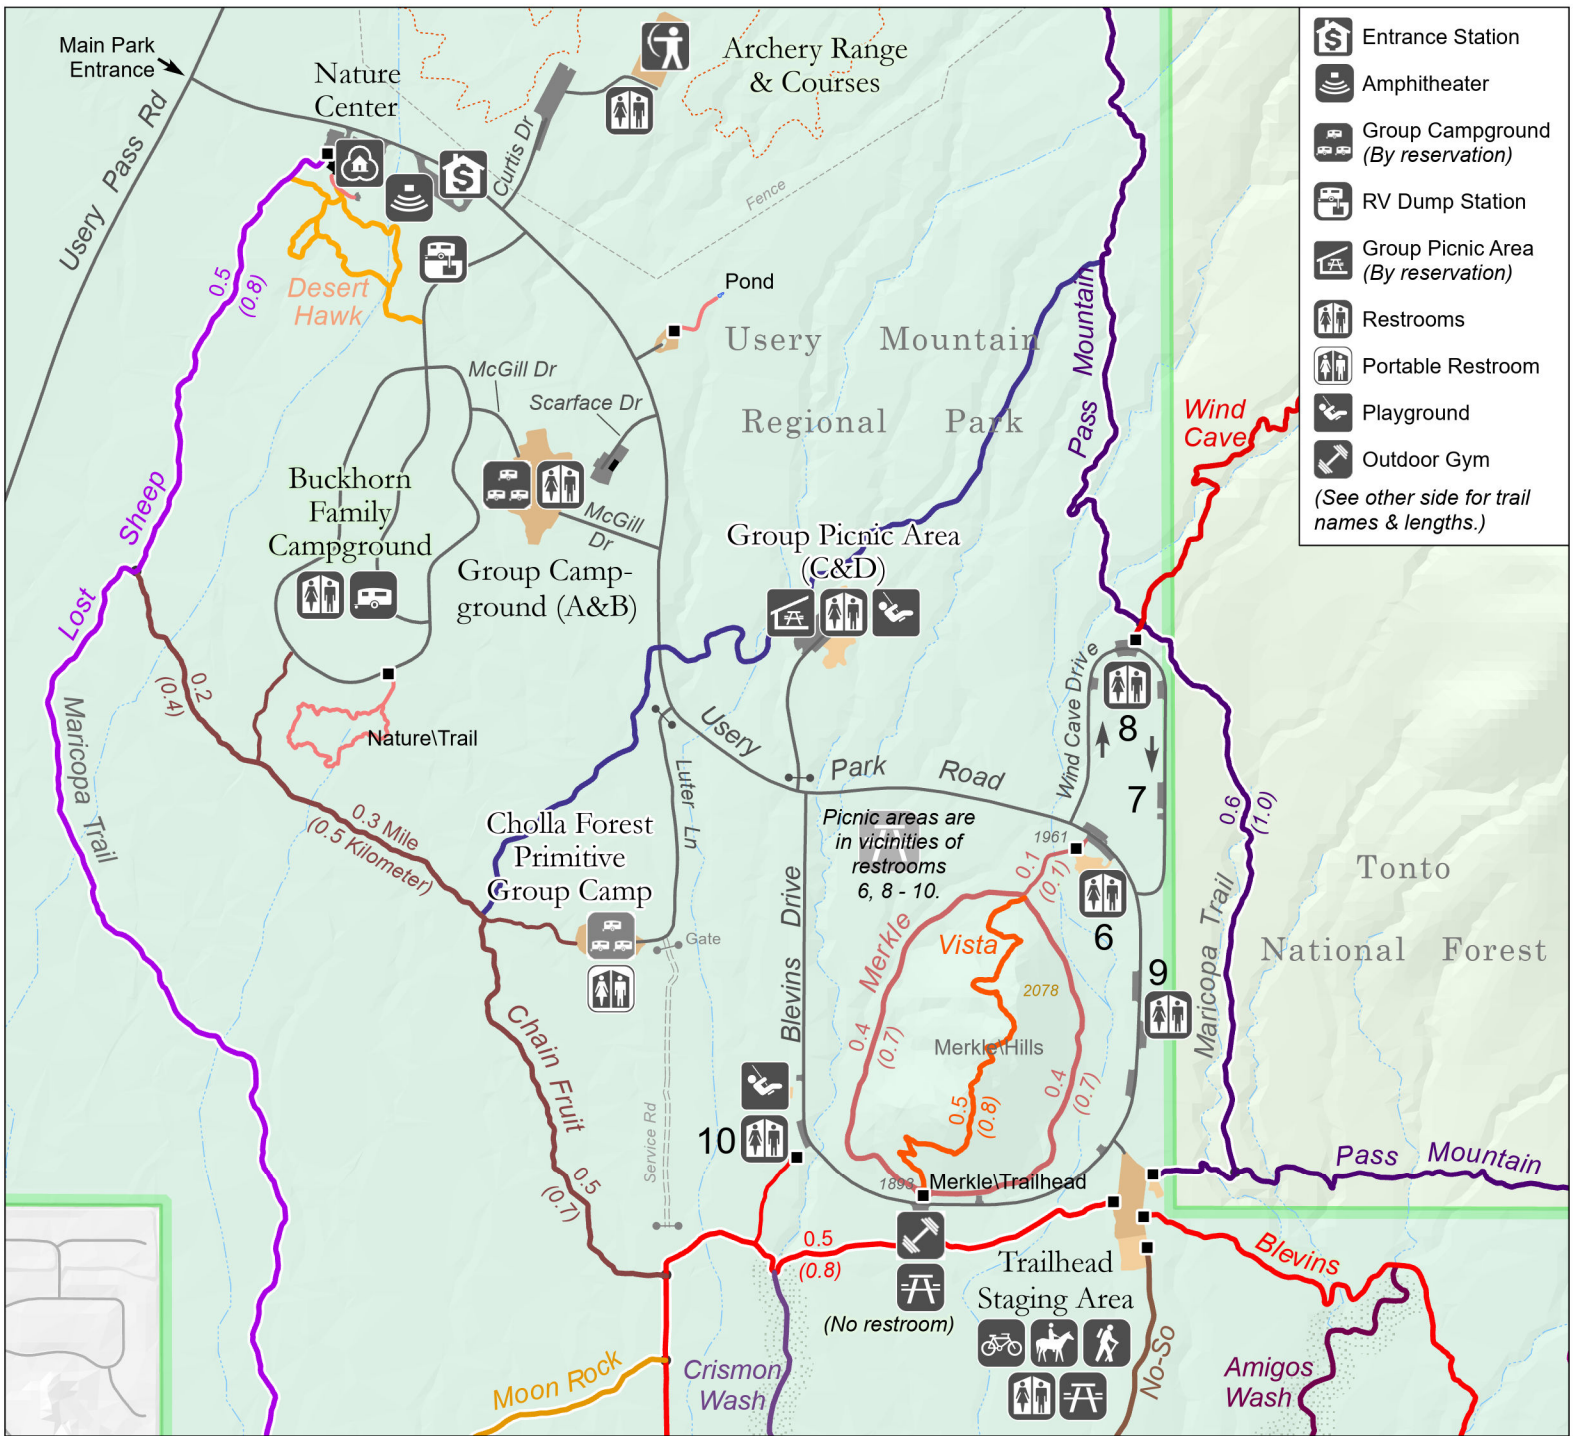 Main Park
Entrance
Usery Pass Rd
Nature
Center
Archery Range
& Courses
Curtis Dr
Fence
Entrance Station
Amphitheater
Group Campground
(By reservation)
RV Dump Station
Group Picnic Area
(By reservation)
Restrooms
Portable Restroom
Playground
Outdoor Gym
(See other side for trail
names & lengths.)
0.5
(0.8)
Desert
Hawk
Pond
Usery Mountain
Regional Park
McGill Dr
Scarface Dr
Pass Mountain
Wind
Cave
Buckhorn
Family
Campground
McGill
Dr
Group Camp-
ground (A&B)
Group Picnic Area
(C&D)
Sheep
Lost
0.2
(0.4)
Maricopa Trail
Nature\Trail
Usery Park Road
Luter Ln
Wind Cave Drive
8
7
0.6
(1.0)
0.3 Mile
(0.5 Kilometer)
Cholla Forest
Primitive
Group Camp
Picnic areas are
in vicinities of
restrooms
6, 8 - 10.
1961
0.1
(0.1)
6
Tonto
National Forest
Gate
Blevins Drive
Merkle
Vista
2078
9
Maricopa Trail
Merkle\Hills
0.4
(0.7)
0.5
(0.8)
0.4
(0.7)
Chain Fruit
0.5
(0.7)
Service Rd
10
1893
Merkle\Trailhead
Pass Mountain
0.5
(0.8)
Blevins
(No restroom)
Trailhead
Staging Area
No-So
Moon Rock
Crismon
Wash
Amigos
Wash